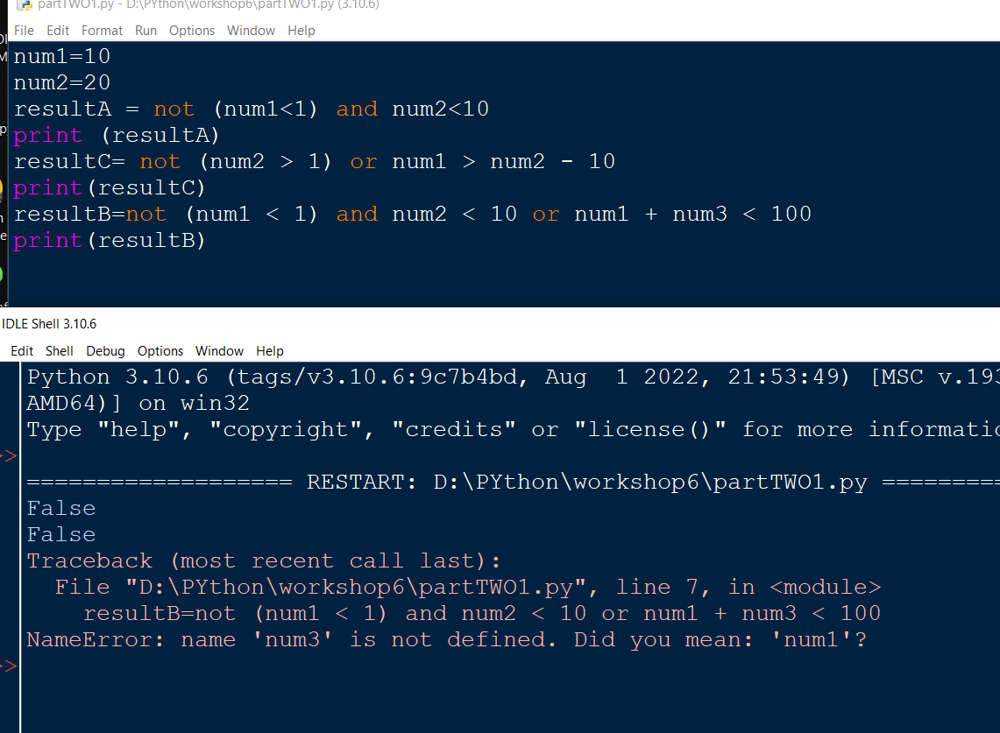 partTWO1.py - D:\PYthon\workshop6\partTWO1.py (3.10.6)
File Edit Format Run Options Window Help
num1=10
num2=20
resultA = not (num1<1) and num2<10
print (resultA)
resultC= not (num2 > 1) or num1 > num2 - 10
print(resultC)
resultB=not (num1 < 1) and num2 < 10 or num1 + num3 < 100
print(resultB)
IDLE Shell 3.10.6
Edit Shell Debug Options Window Help
Python 3.10.6 (tags/v3.10.6:9c7b4bd, Aug  1 2022, 21:53:49) [MSC v.193
AMD64)] on win32
Type "help", "copyright", "credits" or "license()" for more informatic
>>
=================== RESTART: D:\PYthon\workshop6\partTWO1.py =========
False
False
Traceback (most recent call last):
  File "D:\PYthon\workshop6\partTWO1.py", line 7, in <module>
    resultB=not (num1 < 1) and num2 < 10 or num1 + num3 < 100
NameError: name 'num3' is not defined. Did you mean: 'num1'?
>>